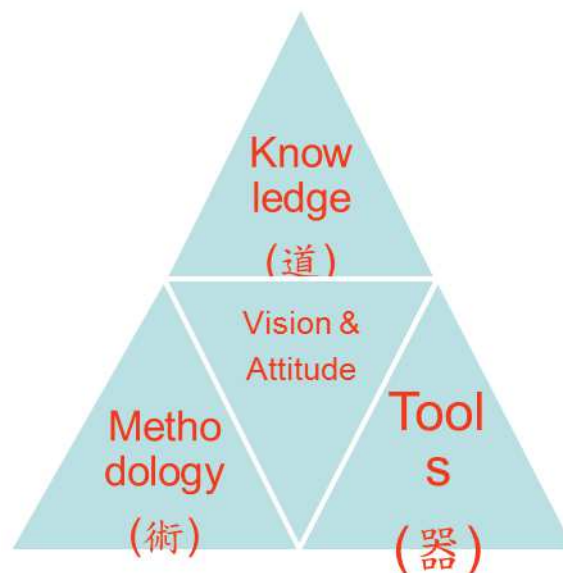 Know
ledge
(道)
Vision &
Attitude
Metho
dology
(術)
Tool
s
(器)